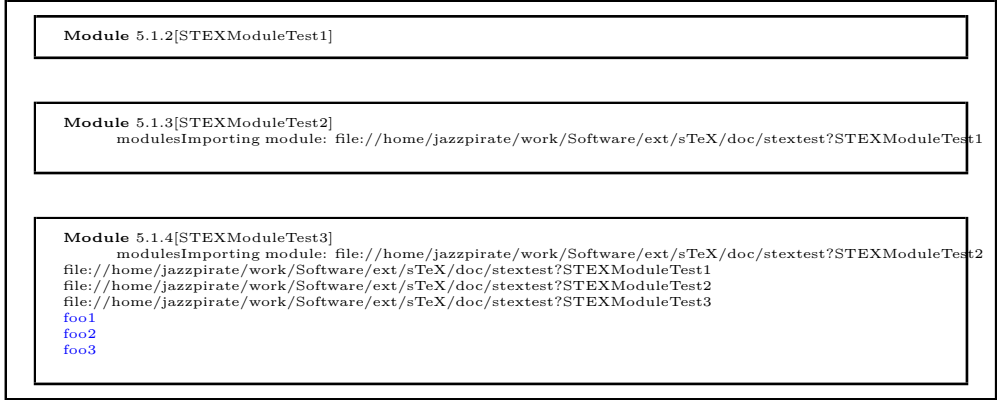 Module 5.1.2[STEXModuleTest1]
Module 5.1.3[STEXModuleTest2]
modulesImporting module: file://home/jazzpirate/work/Software/ext/sTeX/doc/stextest?STEXModuleTest1
Module 5.1.4[STEXModuleTest3]
modulesImporting module: file://home/jazzpirate/work/Software/ext/sTeX/doc/stextest?STEXModuleTest2
file://home/jazzpirate/work/Software/ext/sTeX/doc/stextest?STEXModuleTest1
file://home/jazzpirate/work/Software/ext/sTeX/doc/stextest?STEXModuleTest2
file://home/jazzpirate/work/Software/ext/sTeX/doc/stextest?STEXModuleTest3
foo1
foo2
foo3